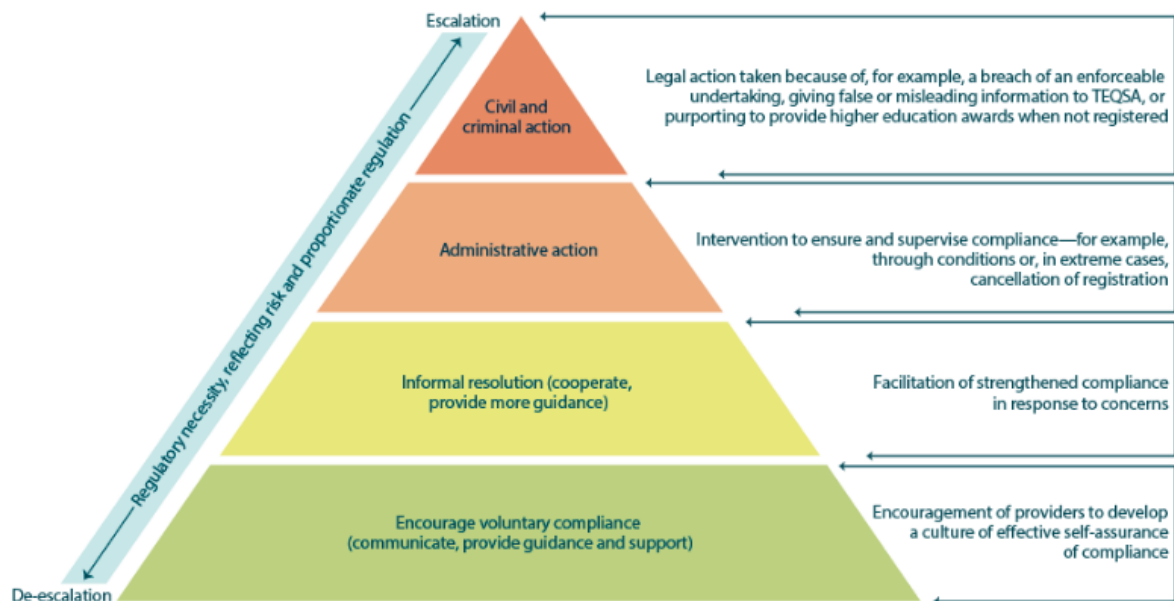 Escalation
Regulatory necessity, reflecting risk and proportionate regulation
De-escalation
Civil and
criminal action
Legal action taken because of, for example, a breach of an enforceable
undertaking, giving false or misleading information to TEQSA, or
purporting to provide higher education awards when not registered
Administrative action
Intervention to ensure and supervise compliance—for example,
through conditions or, in extreme cases,
cancellation of registration
Informal resolution (cooperate,
provide more guidance)
Facilitation of strengthened compliance
in response to concerns
Encourage voluntary compliance
(communicate, provide guidance and support)
Encouragement of providers to develop
a culture of effective self-assurance
of compliance